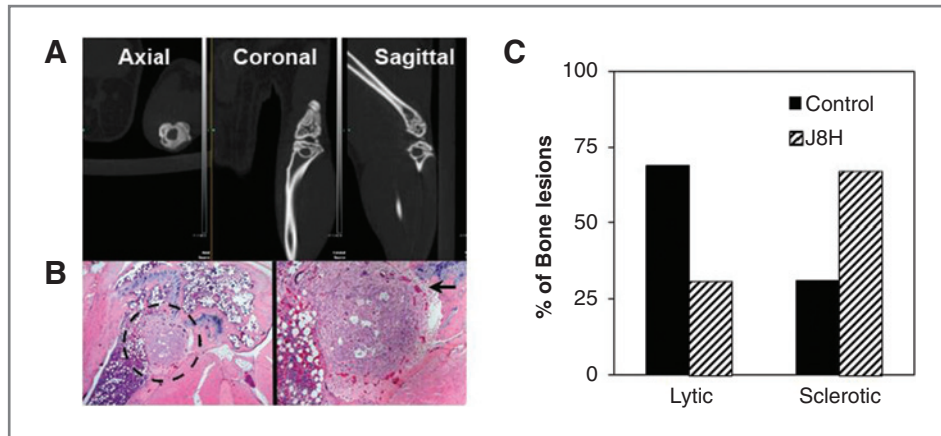 A
Axial
Coronal
Sagittal
B
C
% of Bone lesions
100
75
50
25
0
Control
J8H
Lytic
Sclerotic